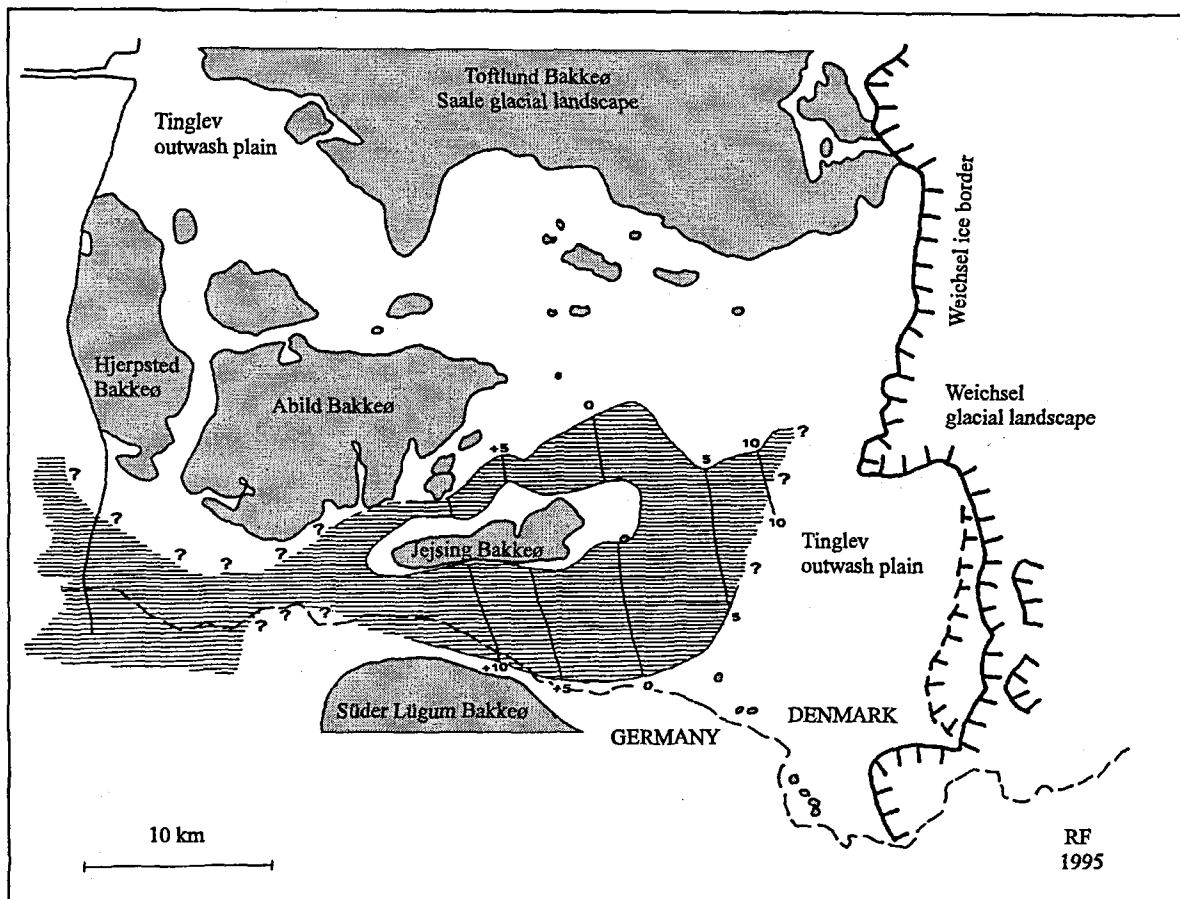 Toftlund Bakkeø
Saale glacial landscape
Tinglev
outwash plain
Weichsel ice border
Hjerpsted
Bakkeø
Abild Bakkeø
Weichsel
glacial landscape
0
+5
?
10
5
?
?
10
?
?
?
?
?
?
Jejsing Bakkeø
0
Tinglev
outwash plain
?
5
?
?
?
+10
+5
0
Süder Lügum Bakkeø
DENMARK
GERMANY
10 km
RF
1995